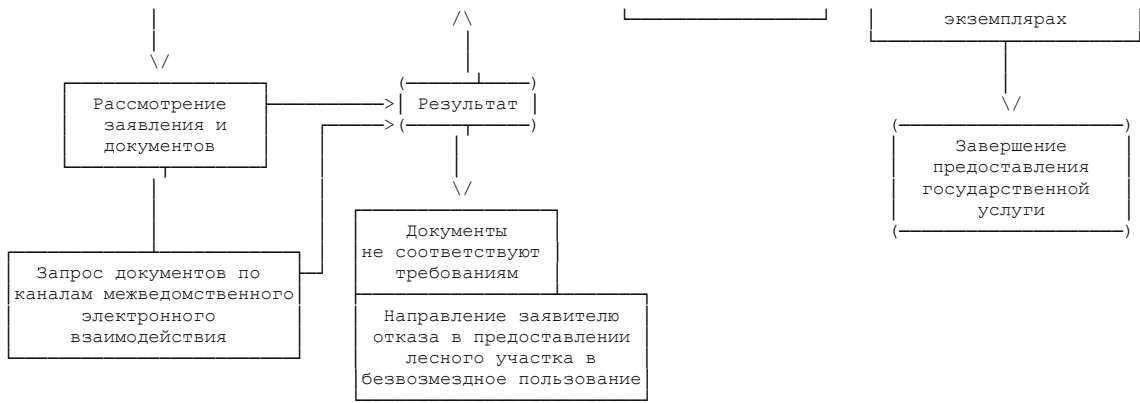 экземплярах
Рассмотрение
заявления и
документов
Результат
Завершение
предоставления
государственной
услуги
Документы
не соответствуют
требованиям
Запрос документов по
каналам межведомственного
электронного
взаимодействия
Направление заявителю
отказа в предоставлении
лесного участка в
безвозмездное пользование